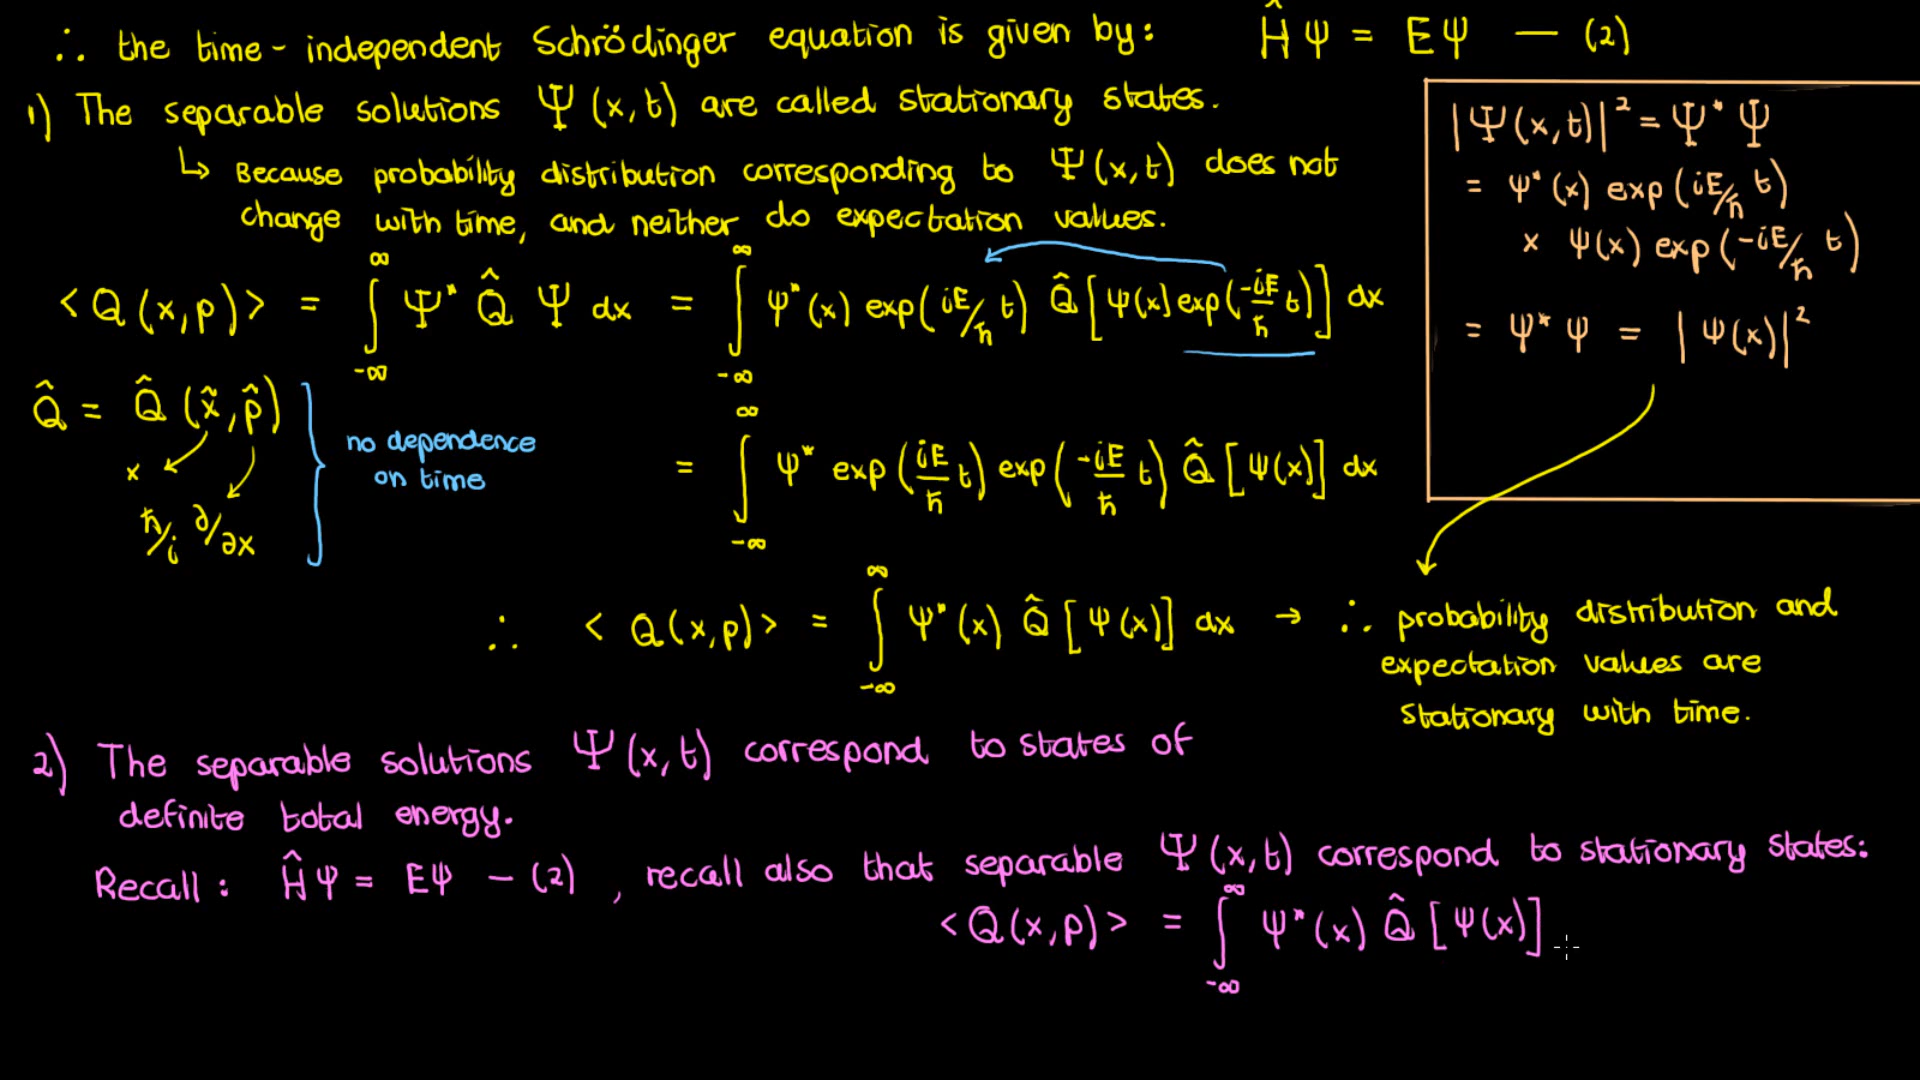 ∴ the time-independent Schrödinger equation is given by: Ĥψ = Eψ — (2)
1) The separable solutions Ψ(x,t) are called stationary states.
↳ Because probability distribution corresponding to Ψ(x,t) does not
change with time, and neither do expectation values.
|Ψ(x,t)|² = Ψ* Ψ
= ψ*(x) exp(iE/ħ t)
× ψ(x) exp(-iE/ħ t)
= ψ* ψ = |ψ(x)|²
<Q(x,p)> = ∫_{-∞}^{∞} Ψ* Q̂ Ψ dx = ∫_{-∞}^{∞} ψ*(x) exp(iE/ħ t) Q̂ [ψ(x) exp(-iE/ħ t)] dx
Q̂ = Q̂ (x̃, p̂)
x
ħ/i ∂/∂x
no dependence
on time
= ∫_{-∞}^{∞} ψ* exp(iE/ħ t) exp(-iE/ħ t) Q̂ [ψ(x)] dx
∴ <Q(x,p)> = ∫_{-∞}^{∞} ψ*(x) Q̂ [ψ(x)] dx → ∴ probability distribution and
expectation values are
stationary with time.
2) The separable solutions Ψ(x,t) correspond to states of
definite total energy.
Recall: Ĥψ = Eψ — (2), recall also that separable Ψ(x,t) correspond to stationary states:
<Q(x,p)> = ∫_{-∞}^{∞} ψ*(x) Q̂ [ψ(x)]